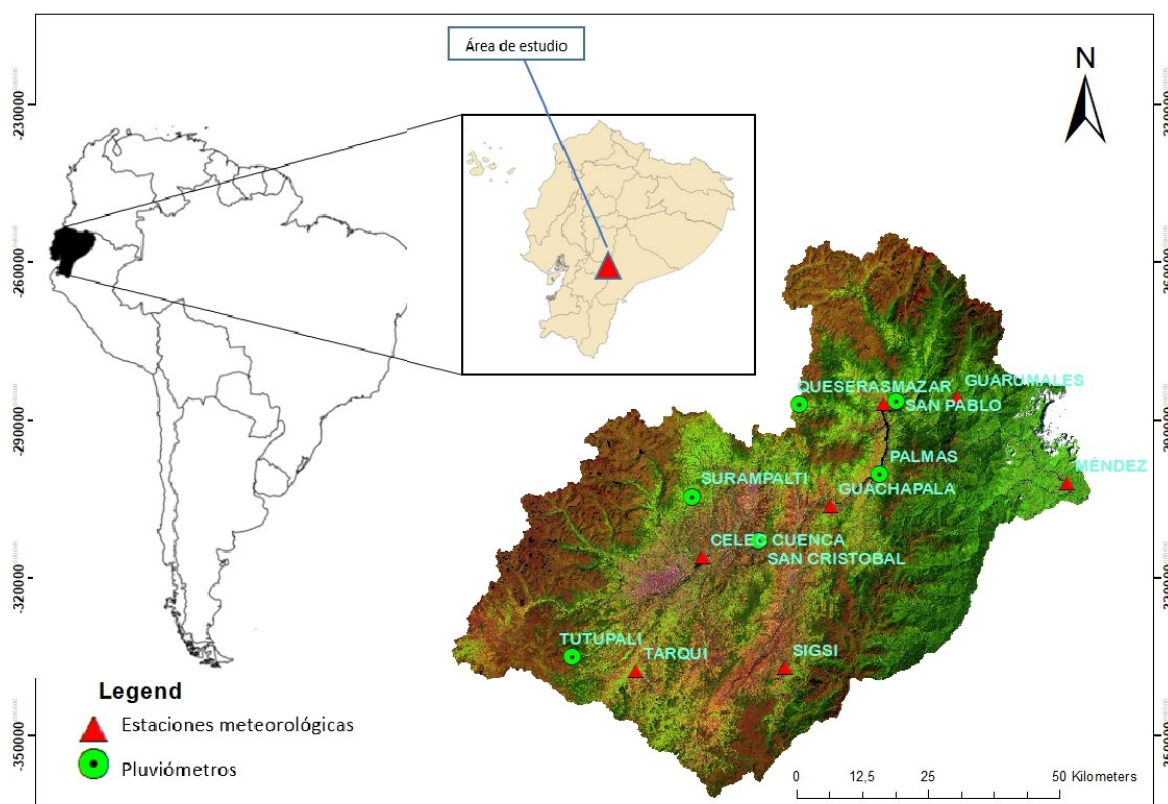 Área de estudio
N
-230000
-230000
-260000
-260000
-290000
-290000
-320000
-320000
-350000
-350000
QUESERAS
MAZAR
GUARUMALES
SAN PABLO
PALMAS
MÉNDEZ
SURAMPALTI
GUACHAPALA
CELEC CUENCA
SAN CRISTOBAL
TUTUPALI
TARQUI
SIGSI
Legend
Estaciones meteorológicas
Pluviómetros
0 12,5 25 50 Kilometers